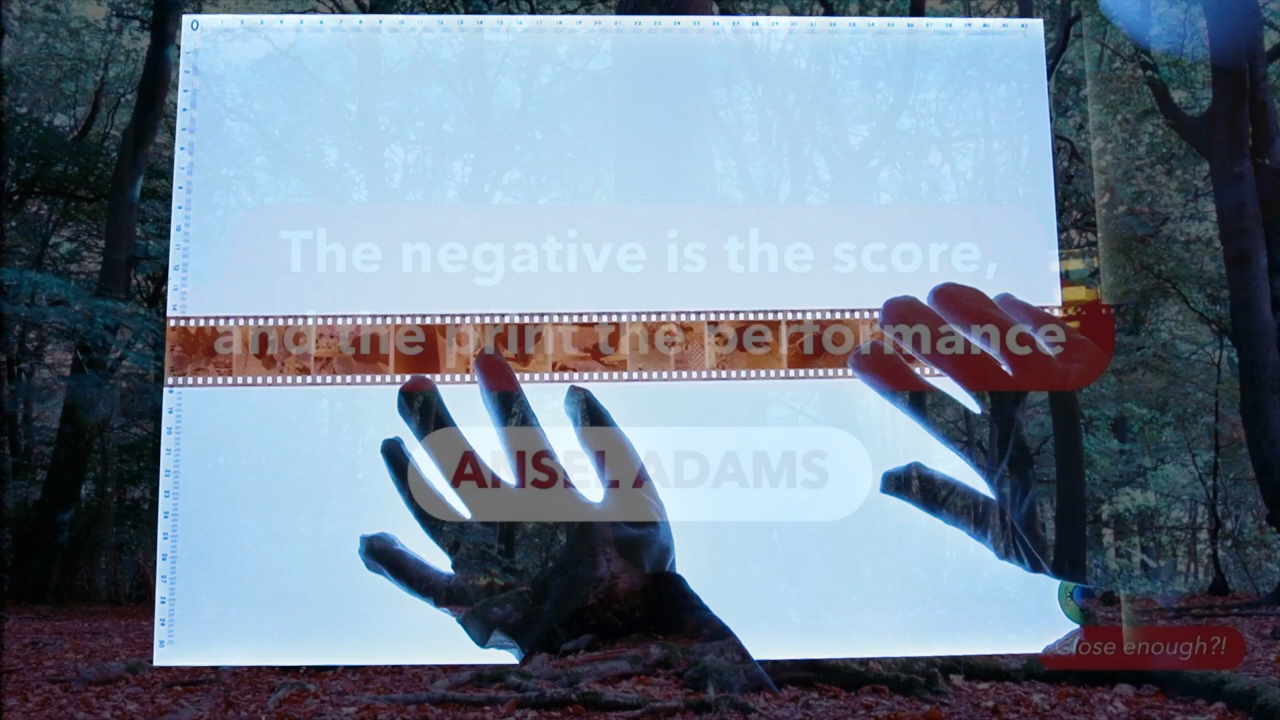 The negative is the score,
and the print the performance
ANSEL ADAMS
Close enough?!